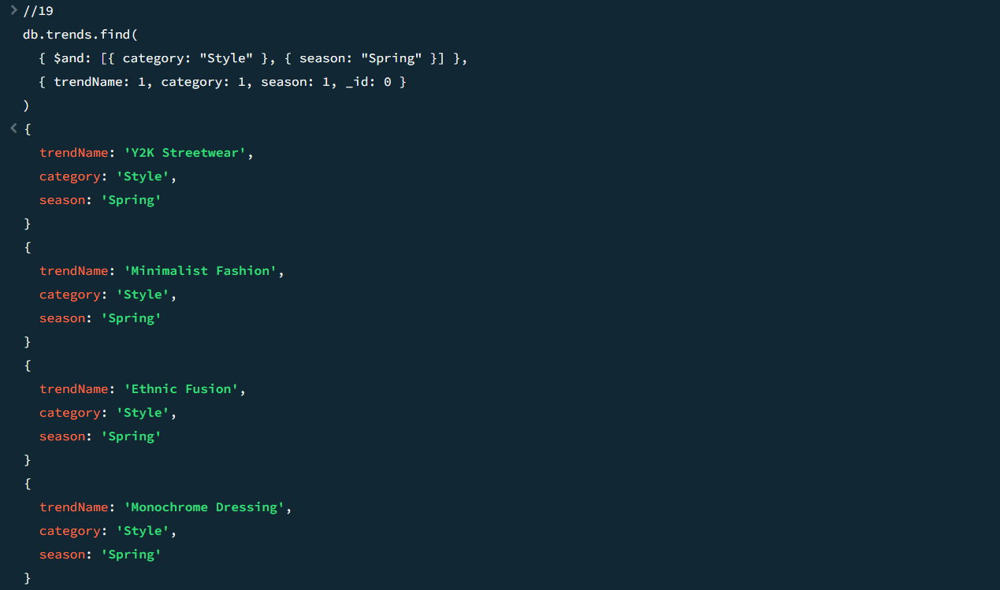 //19
db.trends.find(
  { $and: [{ category: "Style" }, { season: "Spring" }] },
  { trendName: 1, category: 1, season: 1, _id: 0 }
)
{
  trendName: 'Y2K Streetwear',
  category: 'Style',
  season: 'Spring'
}
{
  trendName: 'Minimalist Fashion',
  category: 'Style',
  season: 'Spring'
}
{
  trendName: 'Ethnic Fusion',
  category: 'Style',
  season: 'Spring'
}
{
  trendName: 'Monochrome Dressing',
  category: 'Style',
  season: 'Spring'
}